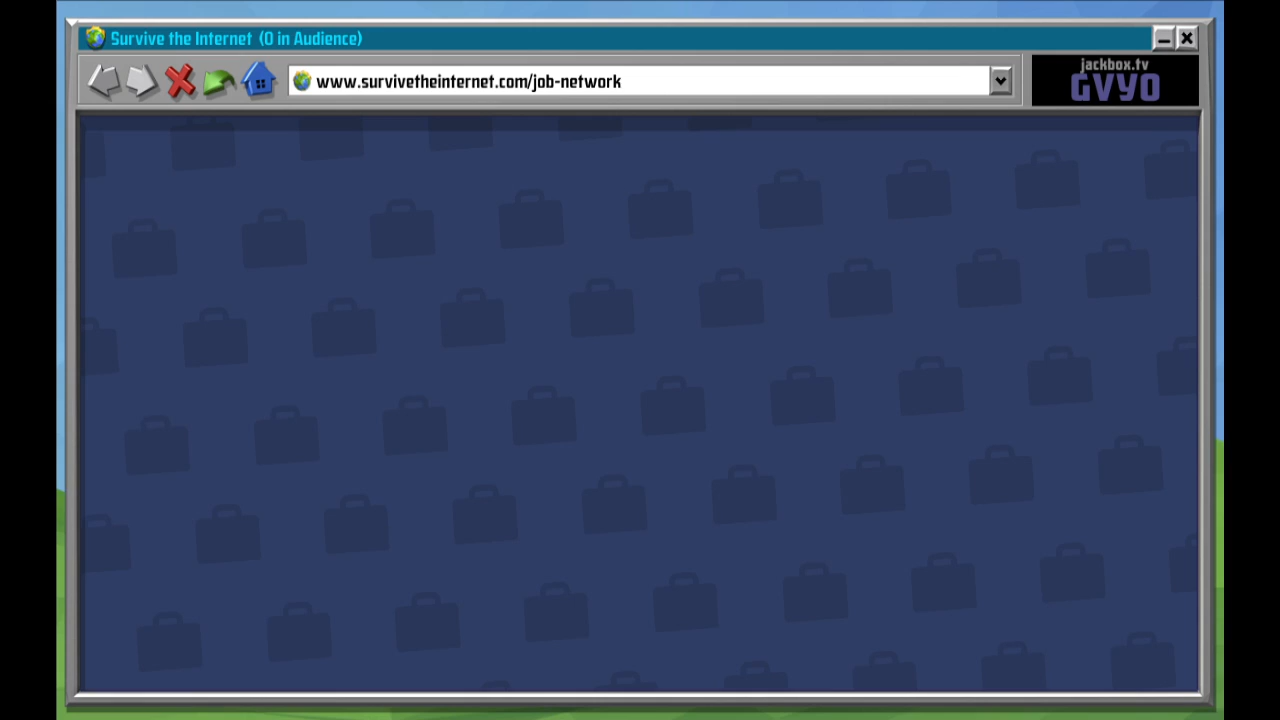 Survive the Internet (0 in Audience)
www.survivetheinternet.com/job-network
jackbox.tv
GVYO